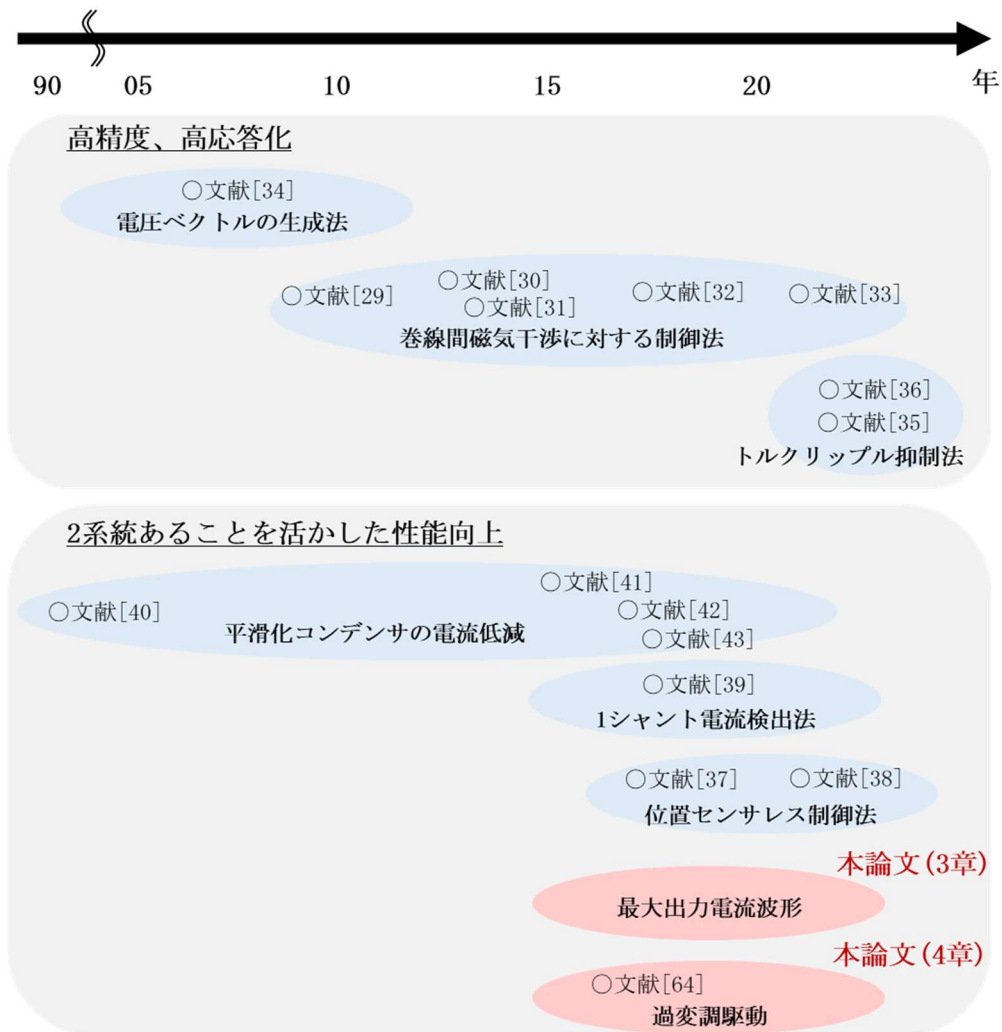 90 05 10 15 20 年
高精度、高応答化
○文献[34]
電圧ベクトルの生成法
○文献[29] ○文献[30] ○文献[32] ○文献[33]
○文献[31]
巻線間磁気干渉に対する制御法
○文献[36]
○文献[35]
トルクリップル抑制法
2系統あることを活かした性能向上
○文献[41]
○文献[40] ○文献[42]
平滑化コンデンサの電流低減 ○文献[43]
○文献[39]
1シャント電流検出法
○文献[37] ○文献[38]
位置センサレス制御法
本論文(3章)
最大出力電流波形
本論文(4章)
○文献[64]
過変調駆動